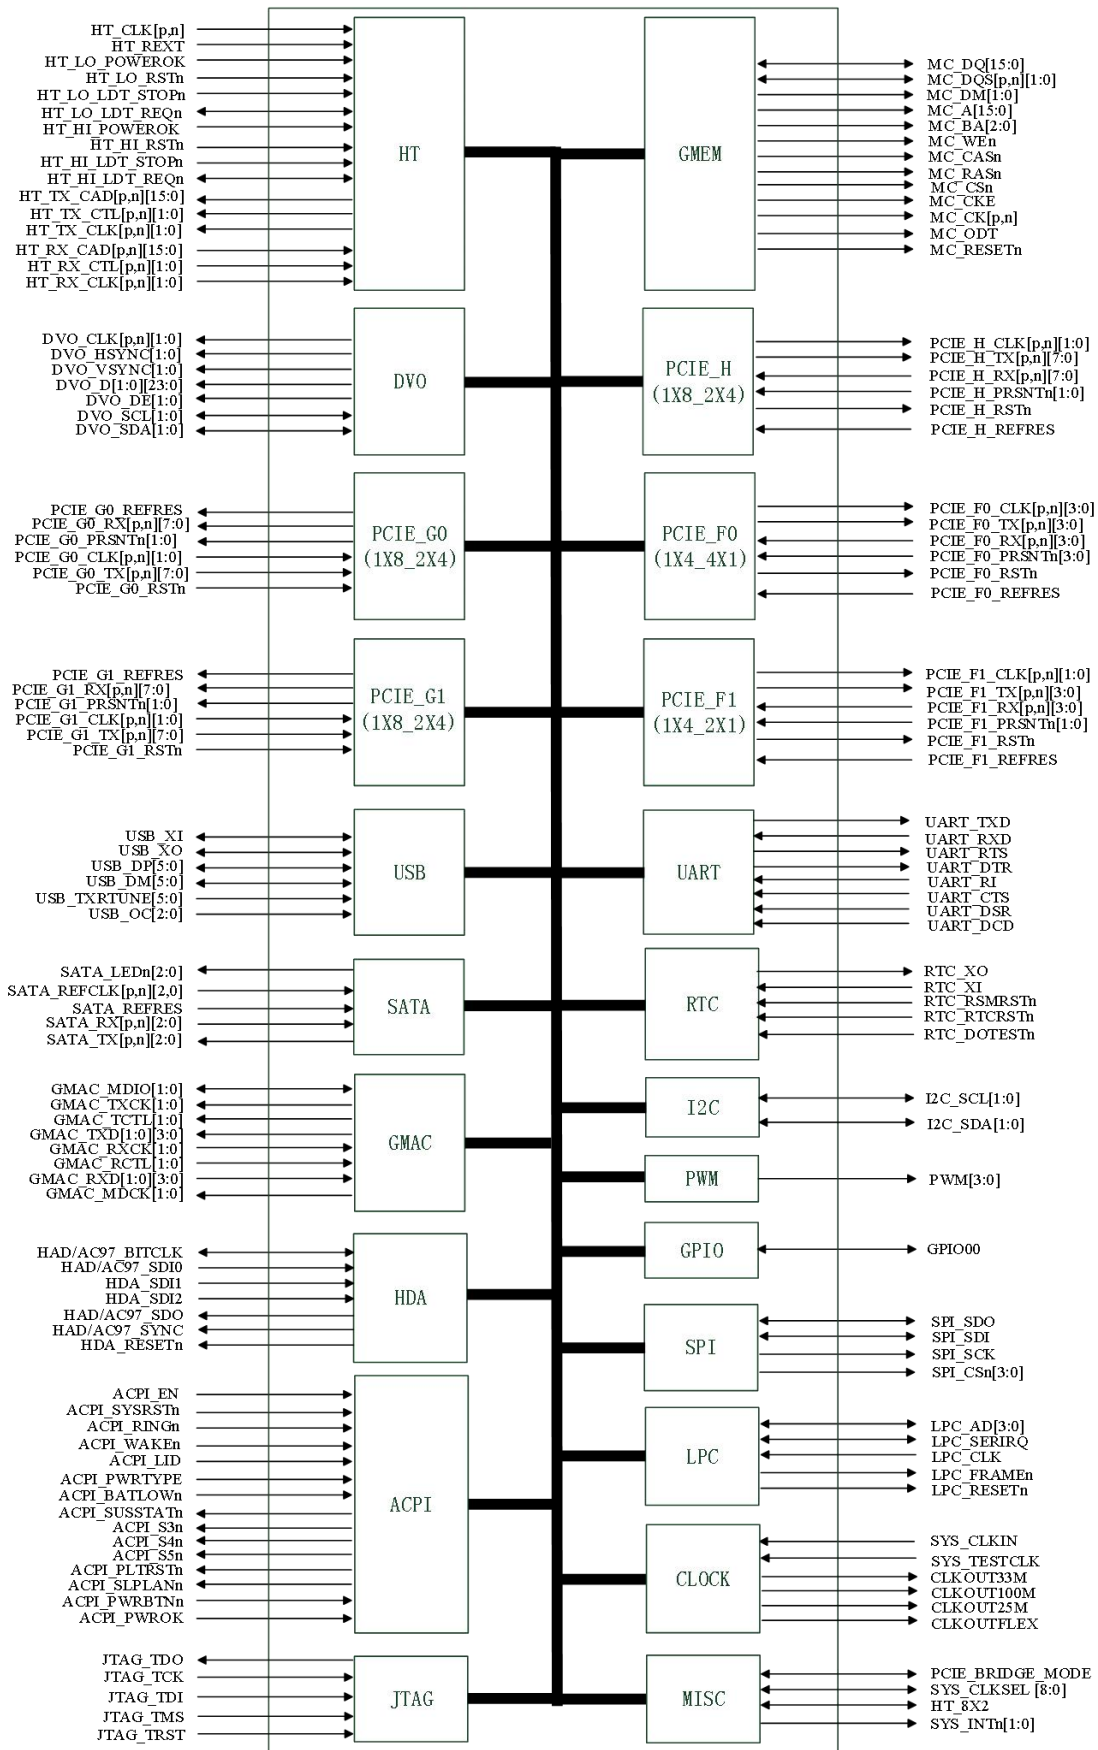 HT_CLK[p,n]
HT_REXT
HT_LO_POWEROK
HT_LO_RSTn
HT_LO_LDT_STOPn
HT_LO_LDT_REQn
HT_HI_POWEROK
HT_HI_RSTn
HT_HI_LDT_STOPn
HT_HI_LDT_REQn
HT_TX_CAD[p,n][15:0]
HT_TX_CTL[p,n][1:0]
HT_TX_CLK[p,n][1:0]
HT_RX_CAD[p,n][15:0]
HT_RX_CTL[p,n][1:0]
HT_RX_CLK[p,n][1:0]
HT
GMEM
MC_DQ[15:0]
MC_DQS[p,n][1:0]
MC_DM[1:0]
MC_A[15:0]
MC_BA[2:0]
MC_WEn
MC_CASn
MC_RASn
MC_CSn
MC_CKE
MC_CK[p,n]
MC_ODT
MC_RESETn
DVO_CLK[p,n][1:0]
DVO_HSYNC[1:0]
DVO_VSYNC[1:0]
DVO_D[1:0][23:0]
DVO_DE[1:0]
DVO_SCL[1:0]
DVO_SDA[1:0]
DVO
PCIE_H
(1X8_2X4)
PCIE_H_CLK[p,n][1:0]
PCIE_H_TX[p,n][7:0]
PCIE_H_RX[p,n][7:0]
PCIE_H_PRSNTn[1:0]
PCIE_H_RSTn
PCIE_H_REFRES
PCIE_G0_REFRES
PCIE_G0_RX[p,n][7:0]
PCIE_G0_PRSNTn[1:0]
PCIE_G0_CLK[p,n][1:0]
PCIE_G0_TX[p,n][7:0]
PCIE_G0_RSTn
PCIE_G0
(1X8_2X4)
PCIE_F0
(1X4_4X1)
PCIE_F0_CLK[p,n][3:0]
PCIE_F0_TX[p,n][3:0]
PCIE_F0_RX[p,n][3:0]
PCIE_F0_PRSNTn[3:0]
PCIE_F0_RSTn
PCIE_F0_REFRES
PCIE_G1_REFRES
PCIE_G1_RX[p,n][7:0]
PCIE_G1_PRSNTn[1:0]
PCIE_G1_CLK[p,n][1:0]
PCIE_G1_TX[p,n][7:0]
PCIE_G1_RSTn
PCIE_G1
(1X8_2X4)
PCIE_F1
(1X4_2X1)
PCIE_F1_CLK[p,n][1:0]
PCIE_F1_TX[p,n][3:0]
PCIE_F1_RX[p,n][3:0]
PCIE_F1_PRSNTn[1:0]
PCIE_F1_RSTn
PCIE_F1_REFRES
USB_XI
USB_XO
USB_DP[5:0]
USB_DM[5:0]
USB_TXRTUNE[5:0]
USB_OC[2:0]
USB
UART
UART_TXD
UART_RXD
UART_RTS
UART_DTR
UART_RI
UART_CTS
UART_DSR
UART_DCD
SATA_LEDn[2:0]
SATA_REFCLK[p,n][2,0]
SATA_REFRES
SATA_RX[p,n][2:0]
SATA_TX[p,n][2:0]
SATA
RTC
RTC_XO
RTC_XI
RTC_RSMRSTn
RTC_RTCRSTn
RTC_DOTESTn
GMAC_MDIO[1:0]
GMAC_TXCK[1:0]
GMAC_TCTL[1:0]
GMAC_TXD[1:0][3:0]
GMAC_RXCK[1:0]
GMAC_RCTL[1:0]
GMAC_RXD[1:0][3:0]
GMAC_MDCK[1:0]
GMAC
I2C
I2C_SCL[1:0]
I2C_SDA[1:0]
PWM
PWM[3:0]
HAD/AC97_BITCLK
HAD/AC97_SDI0
HDA_SDI1
HDA_SDI2
HAD/AC97_SDO
HAD/AC97_SYNC
HDA_RESETn
HDA
GPIO
GPIO00
SPI
SPI_SDO
SPI_SDI
SPI_SCK
SPI_CSn[3:0]
ACPI_EN
ACPI_SYSRSTn
ACPI_RINGn
ACPI_WAKEn
ACPI_LID
ACPI_PWRTYPE
ACPI_BATLOWn
ACPI_SUSSTATn
ACPI_S3n
ACPI_S4n
ACPI_S5n
ACPI_PLTRSTn
ACPI_SLPLANn
ACPI_PWRBTNn
ACPI_PWROK
ACPI
LPC
LPC_AD[3:0]
LPC_SERIRQ
LPC_CLK
LPC_FRAMEn
LPC_RESETn
CLOCK
SYS_CLKIN
SYS_TESTCLK
CLKOUT33M
CLKOUT100M
CLKOUT25M
CLKOUTFLEX
JTAG_TDO
JTAG_TCK
JTAG_TDI
JTAG_TMS
JTAG_TRST
JTAG
MISC
PCIE_BRIDGE_MODE
SYS_CLKSEL [8:0]
HT_8X2
SYS_INTn[1:0]